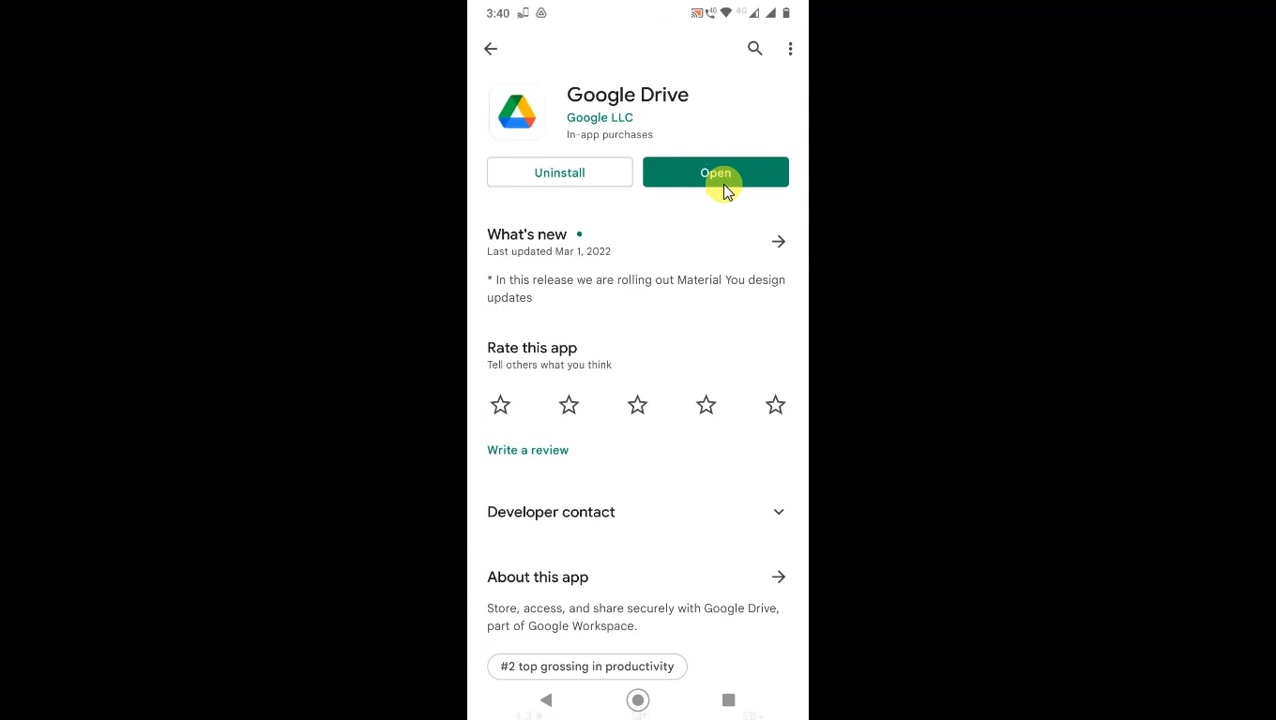 3:40
4G
4G
Google Drive
Google LLC
In-app purchases
Uninstall
Open
What's new
Last updated Mar 1, 2022
* In this release we are rolling out Material You design
updates
Rate this app
Tell others what you think
Write a review
Developer contact
About this app
Store, access, and share securely with Google Drive,
part of Google Workspace.
#2 top grossing in productivity